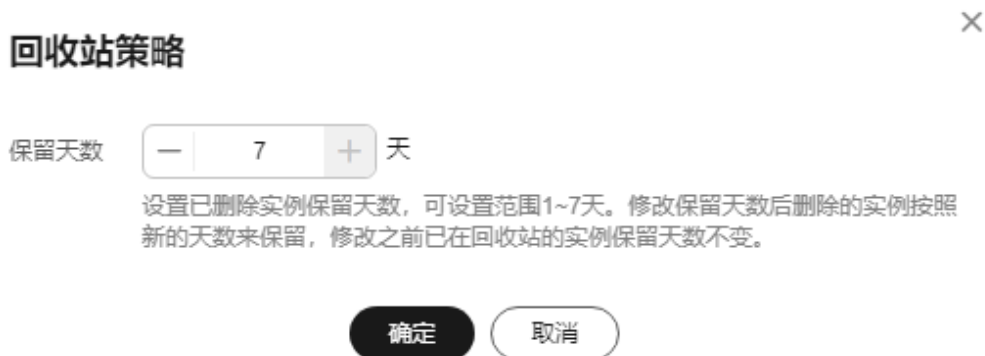 回收站策略
保留天数 7 天
设置已删除实例保留天数，可设置范围1~7天。修改保留天数后删除的实例按照
新的天数来保留，修改之前已在回收站的实例保留天数不变。
确定 取消